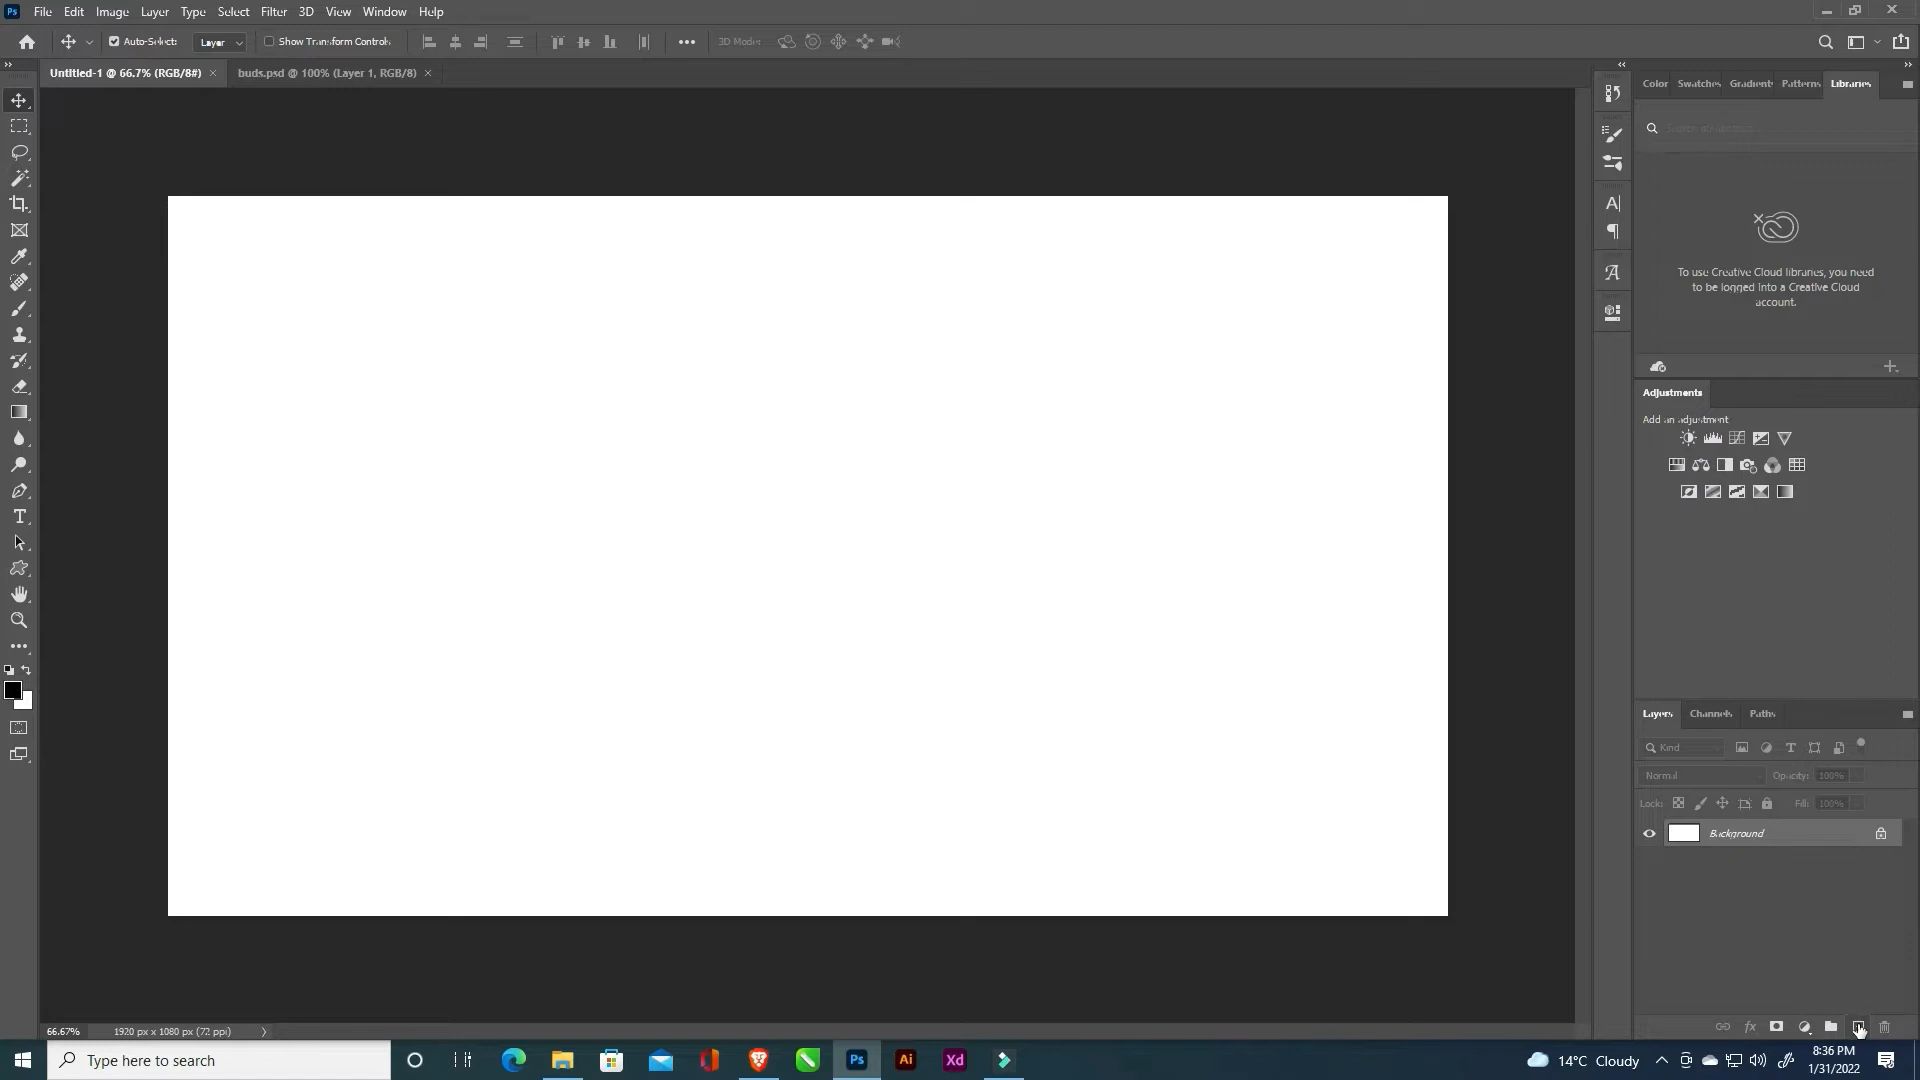 Ps File Edit Image Layer Type Select Filter 3D View Window Help
Auto-Select: Layer Show Transform Controls 3D Mode:
Untitled-1 @ 66.7% (RGB/8#) × buds.psd @ 100% (Layer 1, RGB/8) ×
Color Swatches Gradients Patterns Libraries
To use Creative Cloud libraries, you need
to be logged into a Creative Cloud
account.
Adjustments
Add an adjustment
Layers Channels Paths
Kind
Normal Opacity: 100%
Lock: Fill: 100%
Background
66.67% 1920 px x 1080 px (72 ppi)
Type here to search
Ps Ai Xd
14°C Cloudy
8:36 PM
1/31/2022